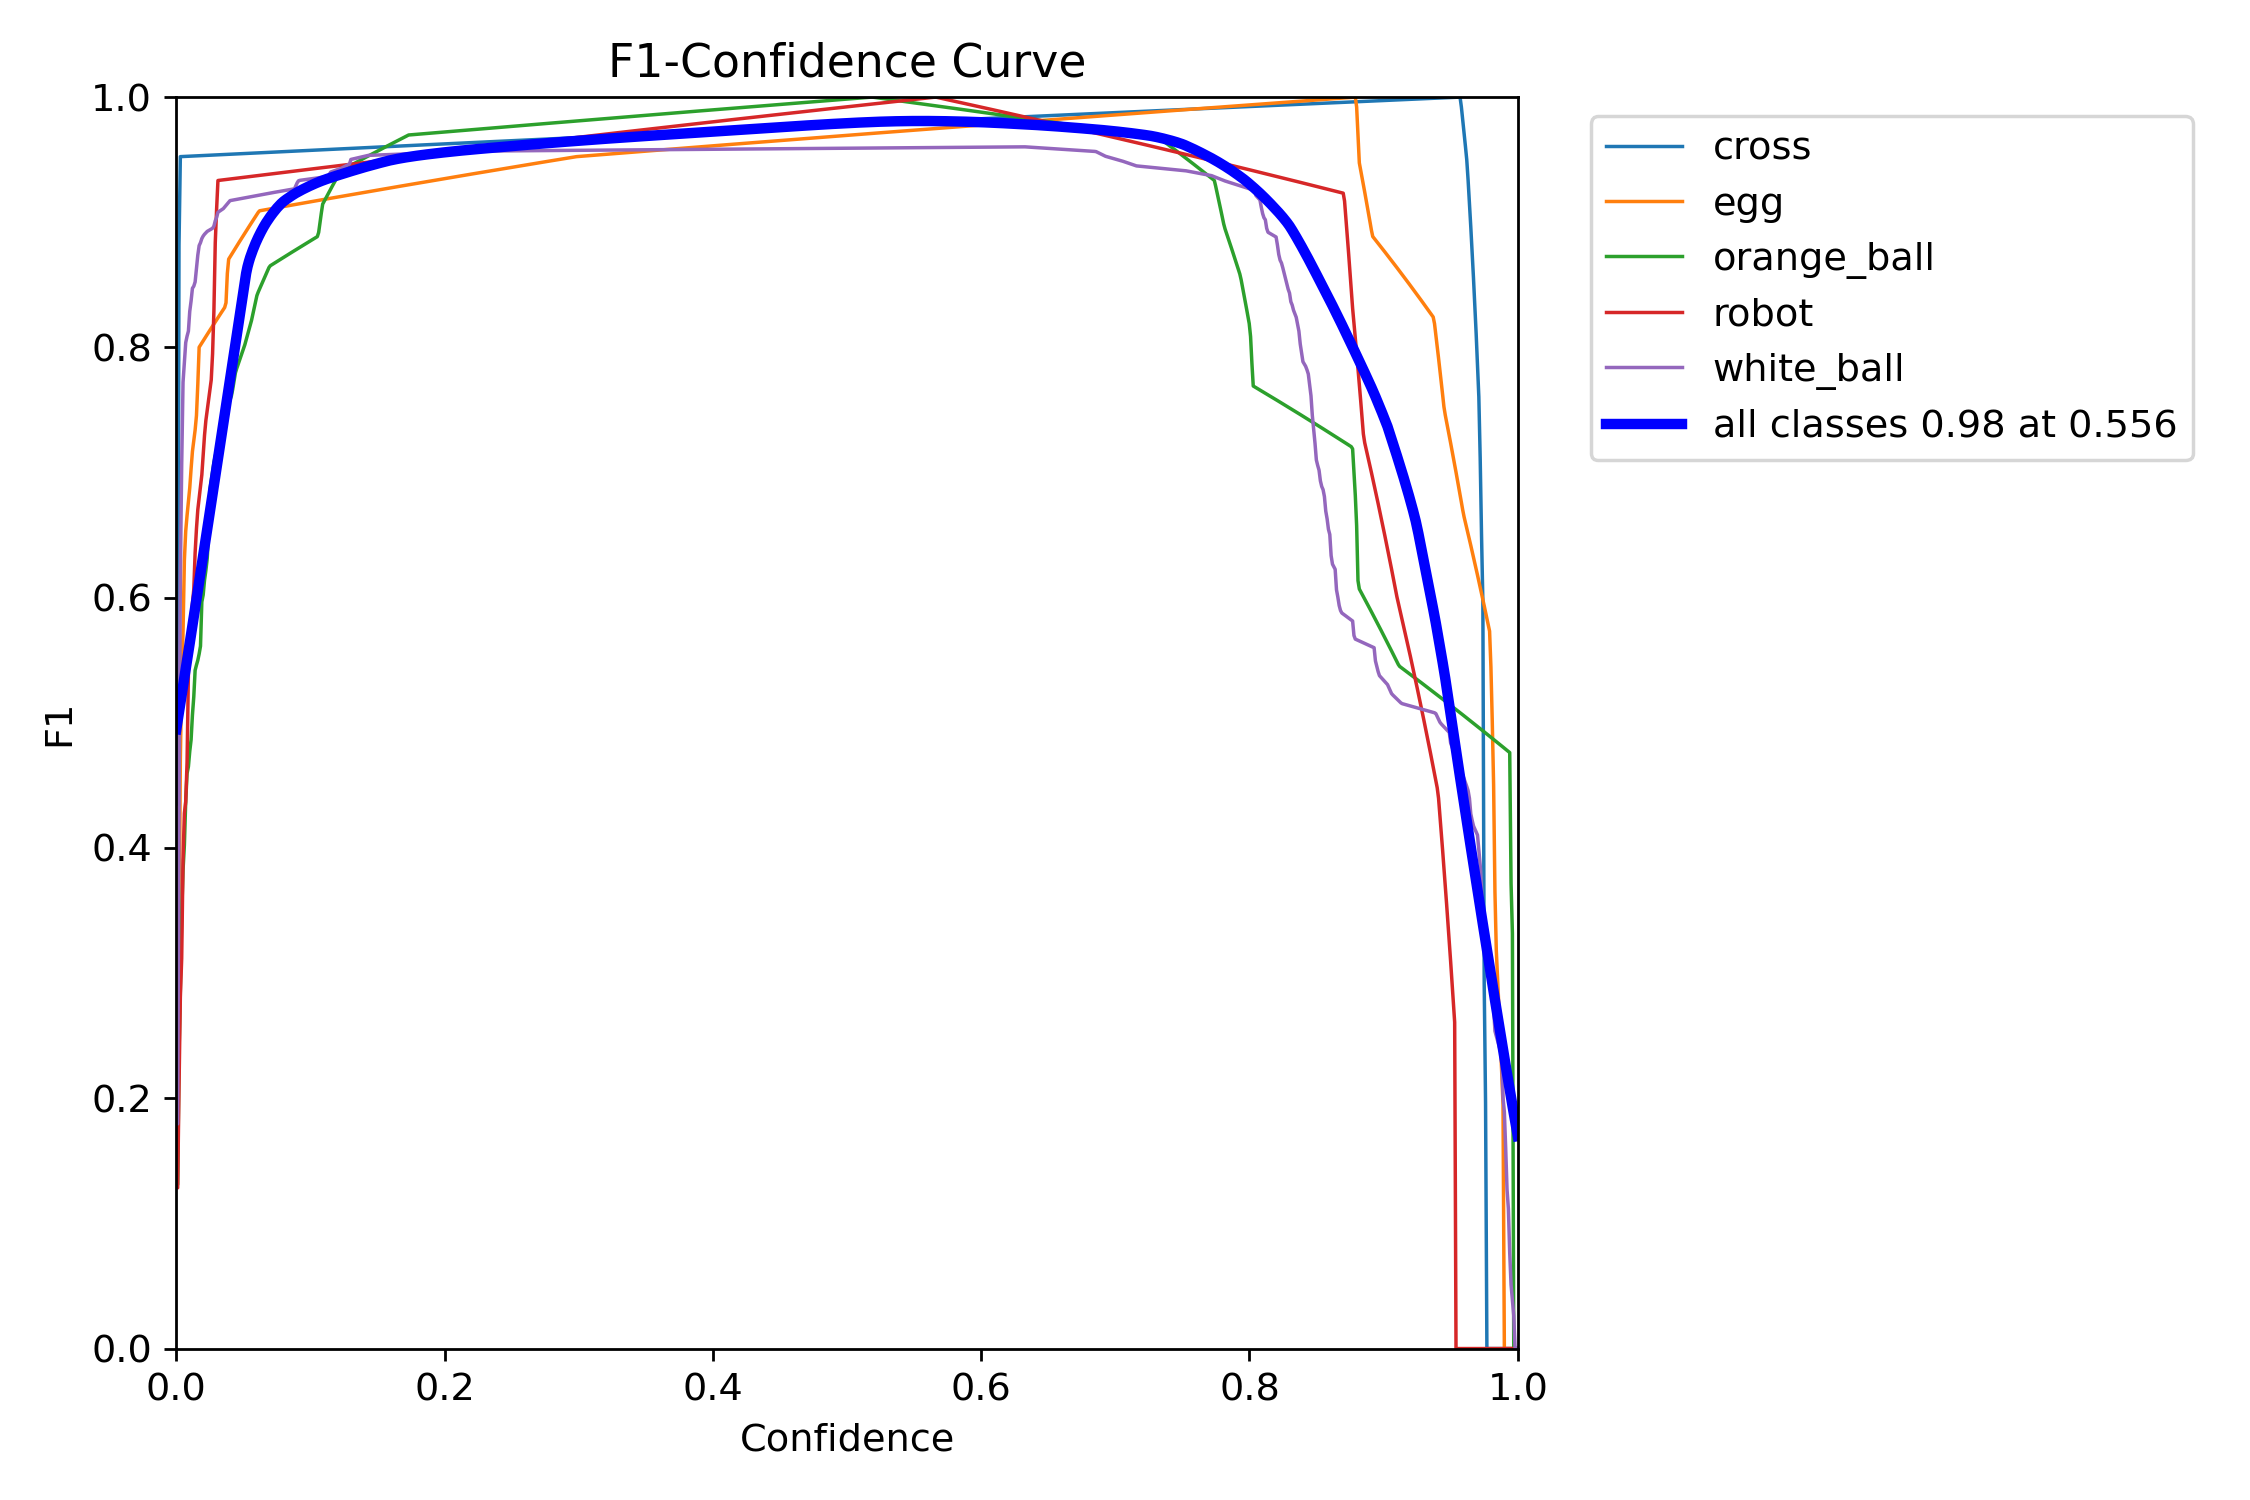 F1-Confidence Curve
1.0
0.8
0.6
0.4
0.2
0.0
F1
0.0 0.2 0.4 0.6 0.8 1.0
Confidence
cross
egg
orange_ball
robot
white_ball
all classes 0.98 at 0.556